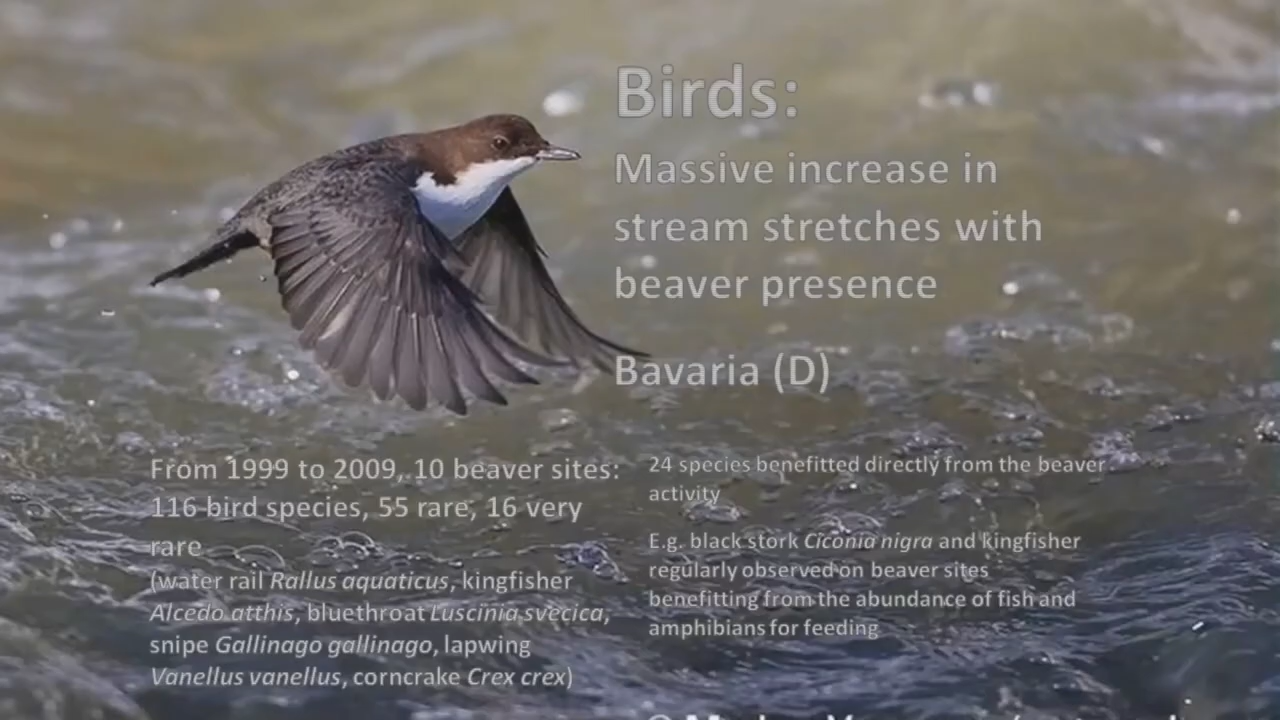 Birds:
Massive increase in
stream stretches with
beaver presence
Bavaria (D)
From 1999 to 2009, 10 beaver sites:
116 bird species, 55 rare, 16 very
rare
(water rail Rallus aquaticus, kingfisher
Alcedo atthis, bluethroat Luscinia svecica,
snipe Gallinago gallinago, lapwing
Vanellus vanellus, corncrake Crex crex)
24 species benefitted directly from the beaver
activity
E.g. black stork Ciconia nigra and kingfisher
regularly observed on beaver sites
benefitting from the abundance of fish and
amphibians for feeding